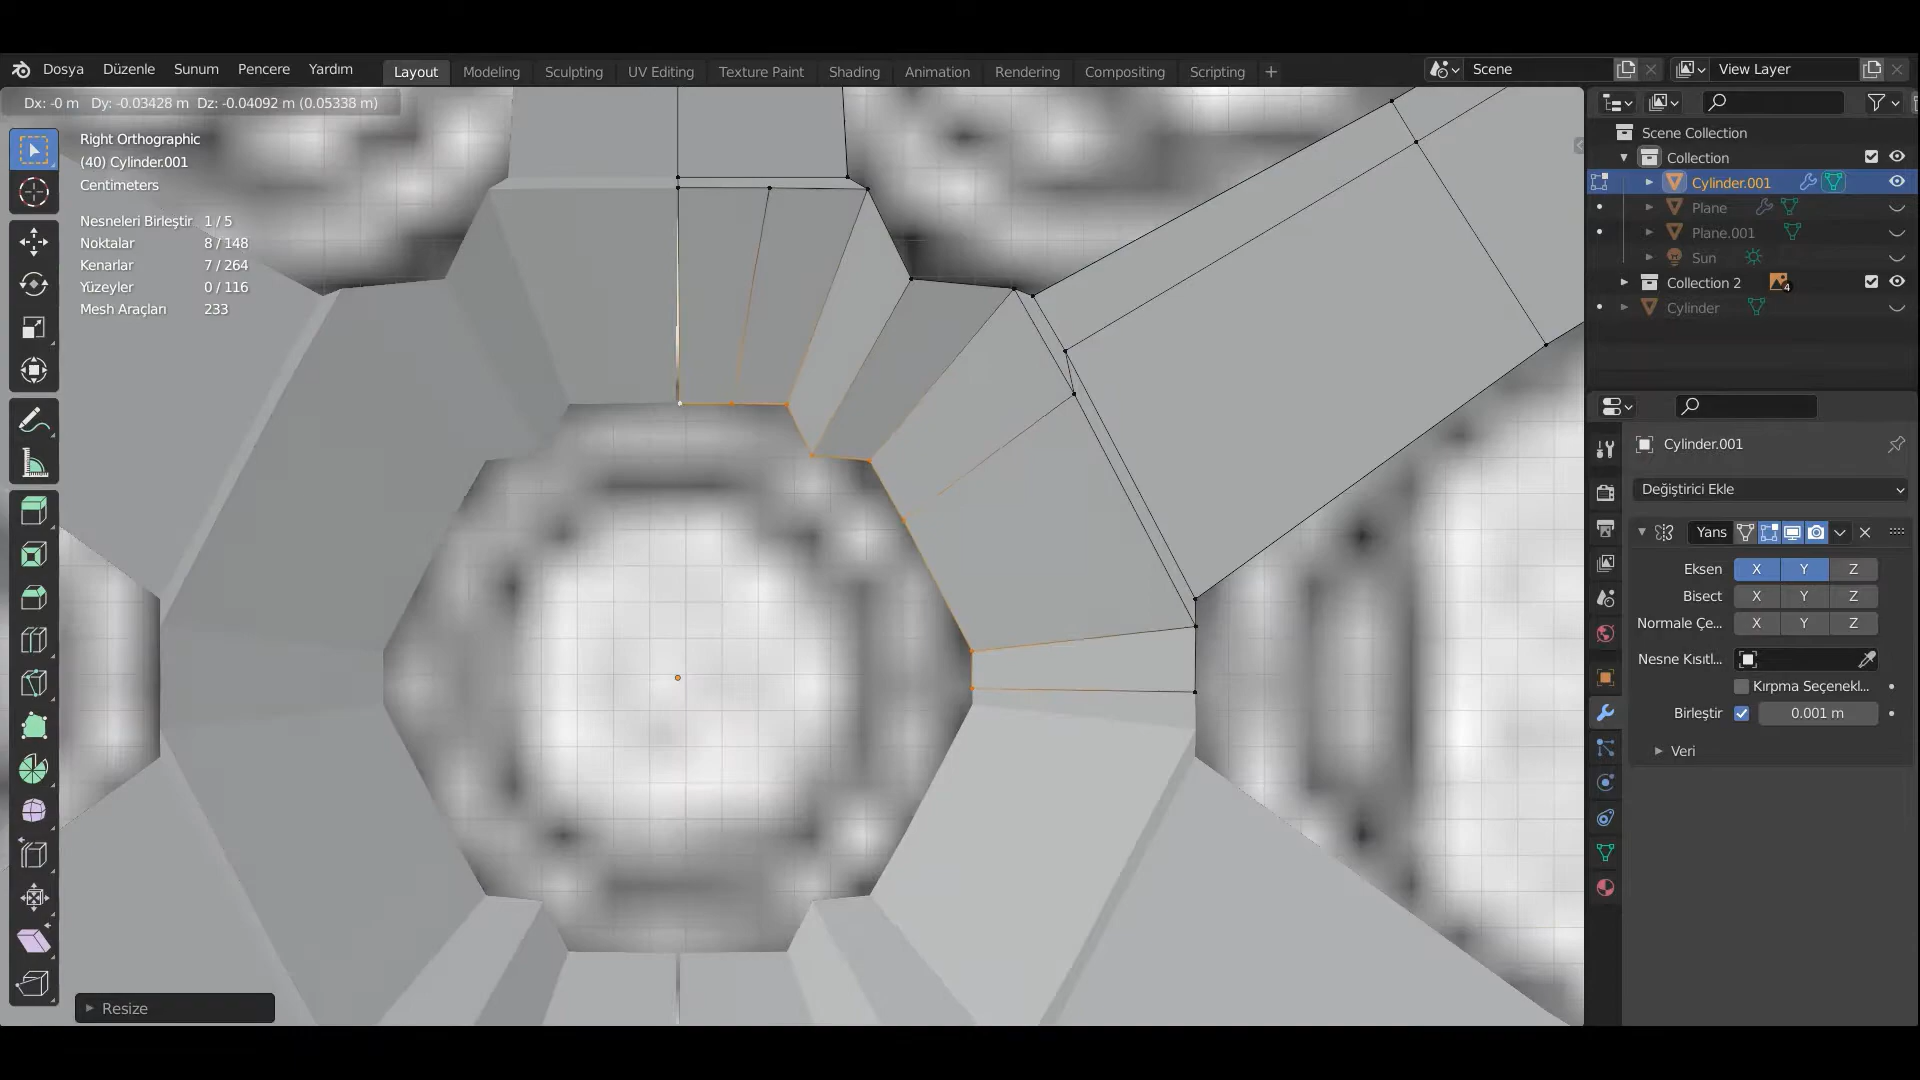 Dosya Düzenle Sunum Pencere Yardım Layout Modeling Sculpting UV Editing Texture Paint Shading Animation Rendering Compositing Scripting + Scene View Layer
Dx: -0 m Dy: -0.03428 m Dz: -0.04092 m (0.05338 m)
Right Orthographic
(40) Cylinder.001
Centimeters
Nesneleri Birleştir 1 / 5
Noktalar 8 / 148
Kenarlar 7 / 264
Yüzeyler 0 / 116
Mesh Araçları 233
Resize
Scene Collection
Collection
Cylinder.001
Plane
Plane.001
Sun
Collection 2 4
Cylinder
Cylinder.001
Değiştirici Ekle
Yans
Eksen X Y Z
Bisect X Y Z
Normale Çe... X Y Z
Nesne Kısıtl...
Kırpma Seçenekl...
Birleştir 0.001 m
Veri